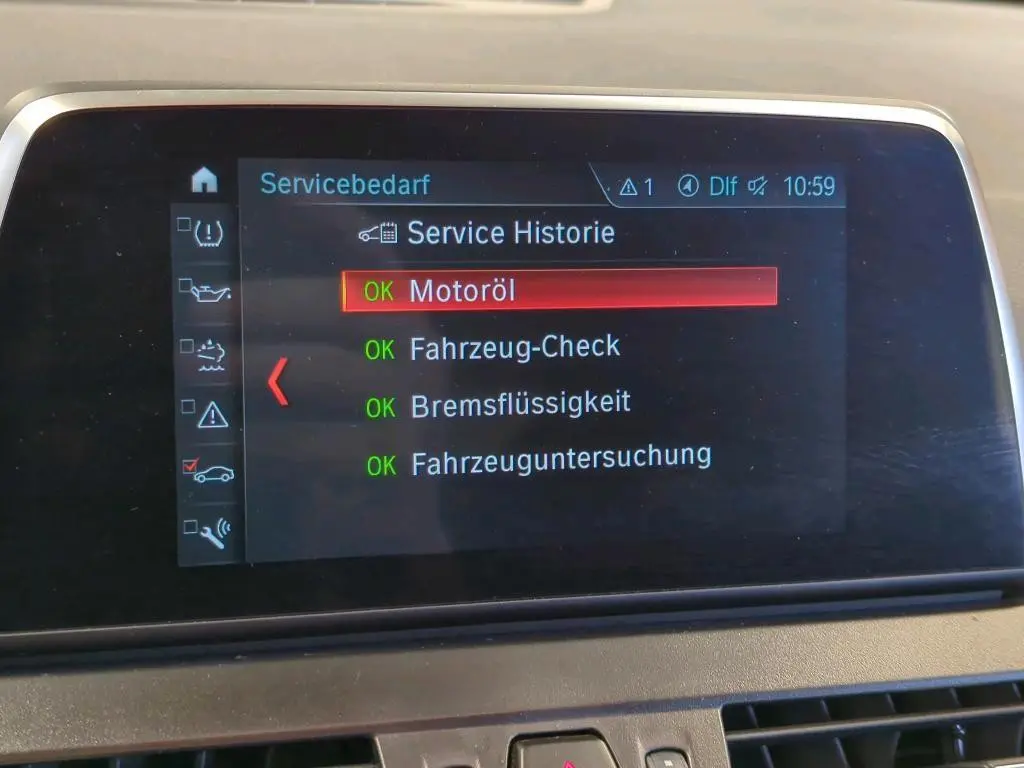 Servicebedarf 1 Dlf 10:59
Service Historie
OK Motoröl
OK Fahrzeug-Check
OK Bremsflüssigkeit
OK Fahrzeuguntersuchung